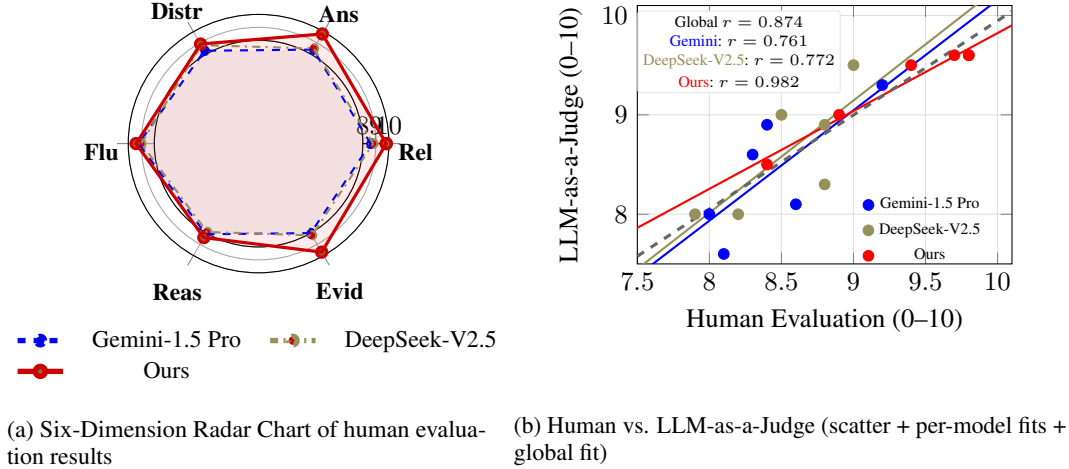 Distr
Ans
8910
Flu
Rel
Reas
Evid
Gemini-1.5 Pro
DeepSeek-V2.5
Ours
(a) Six-Dimension Radar Chart of human evalua-
tion results
Global r = 0.874
Gemini: r = 0.761
DeepSeek-V2.5: r = 0.772
Ours: r = 0.982
10
9
8
LLM-as-a-Judge (0–10)
Gemini-1.5 Pro
DeepSeek-V2.5
Ours
7.5 8 8.5 9 9.5 10
Human Evaluation (0–10)
(b) Human vs. LLM-as-a-Judge (scatter + per-model fits +
global fit)